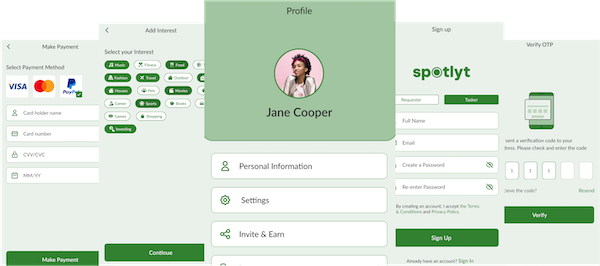 Make Payment
Select Payment Method
VISA
PayPal
Card holder name
Card number
CVV/CVC
MM/YY
Make Payment
Add Interest
Select your Interest
Music
Fitness
Food
Fashion
Travel
Outdoor
Houses
Pets
Movies
Career
Sports
Books
Career
Shopping
Investing
Continue
Profile
Jane Cooper
Personal Information
Settings
Invite & Earn
Sign up
spotlyt
Requester
Tasker
Full Name
Email
Create a Password
Re-enter Password
By creating an account, I accept the Terms
& Conditions and Privacy Policy.
Sign Up
Already have an account? Sign In
Verify OTP
sent a verification code to your
dress. Please check and enter the
code
1 1 1
ieve the code?
Resend
Verify